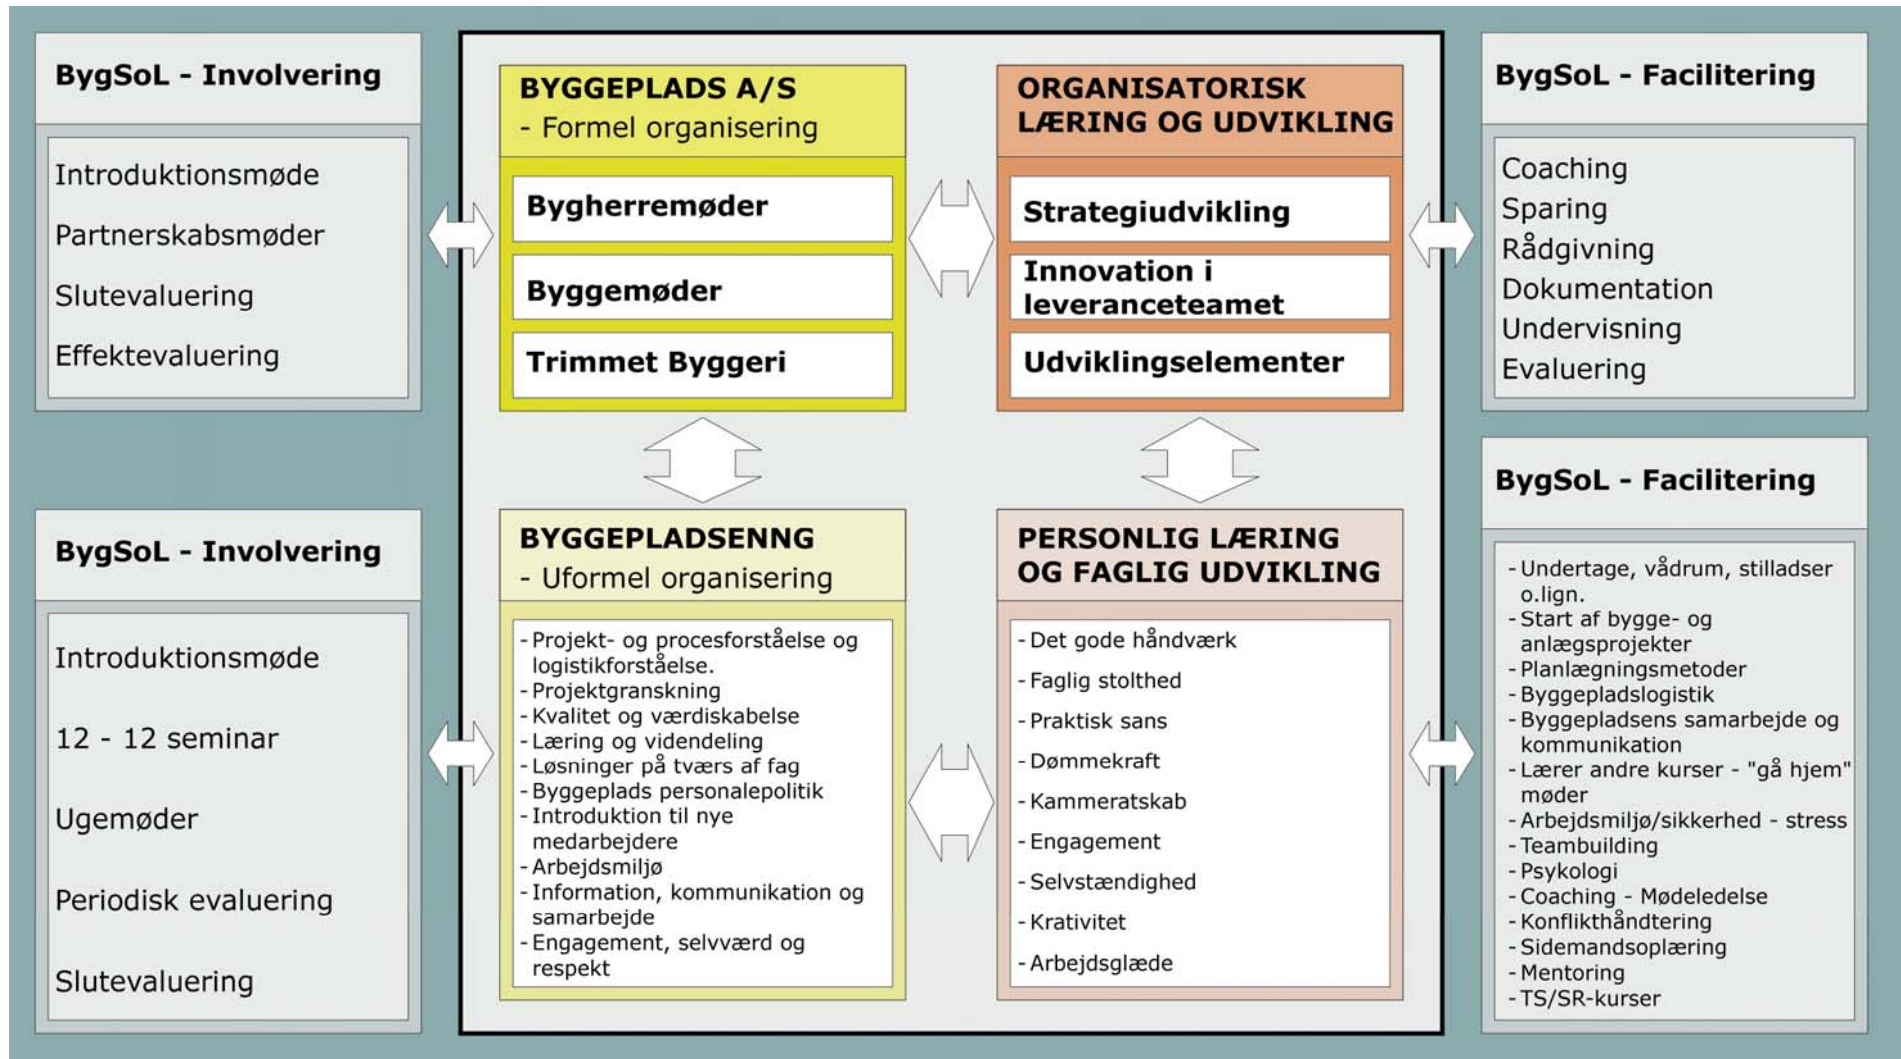 BygSoL - Involvering
Introduktionsmøde
Partnerskabsmøder
Slutevaluering
Effektevaluering
BygSoL - Involvering
Introduktionsmøde
12 - 12 seminar
Ugemøder
Periodisk evaluering
Slutevaluering
BYGGEPLADS A/S
- Formel organisering
Bygherremøder
Byggemøder
Trimmet Byggeri
ORGANISATORISK
LÆRING OG UDVIKLING
Strategiudvikling
Innovation i
leveranceteamet
Udviklingselementer
BYGGEPLADSENNG
- Uformel organisering
- Projekt- og procesforståelse og
logistikforståelse.
- Projektgranskning
- Kvalitet og værdiskabelse
- Læring og videndeling
- Løsninger på tværs af fag
- Byggeplads personalepolitik
- Introduktion til nye
medarbejdere
- Arbejdsmiljø
- Information, kommunikation og
samarbejde
- Engagement, selvværd og
respekt
PERSONLIG LÆRING
OG FAGLIG UDVIKLING
- Det gode håndværk
- Faglig stolthed
- Praktisk sans
- Dømmekraft
- Kammeratskab
- Engagement
- Selvstændighed
- Krativitet
- Arbejdsglæde
BygSoL - Facilitering
Coaching
Sparing
Rådgivning
Dokumentation
Undervisning
Evaluering
BygSoL - Facilitering
- Undertage, vådrum, stilladser
o.lign.
- Start af bygge- og
anlægsprojekter
- Planlægningsmetoder
- Byggepladslogistik
- Byggepladsens samarbejde og
kommunikation
- Lærer andre kurser - "gå hjem"
møder
- Arbejdsmiljø/sikkerhed - stress
- Teambuilding
- Psykologi
- Coaching - Mødeledelse
- Konflikthåndtering
- Sidemandsoplæring
- Mentoring
- TS/SR-kurser